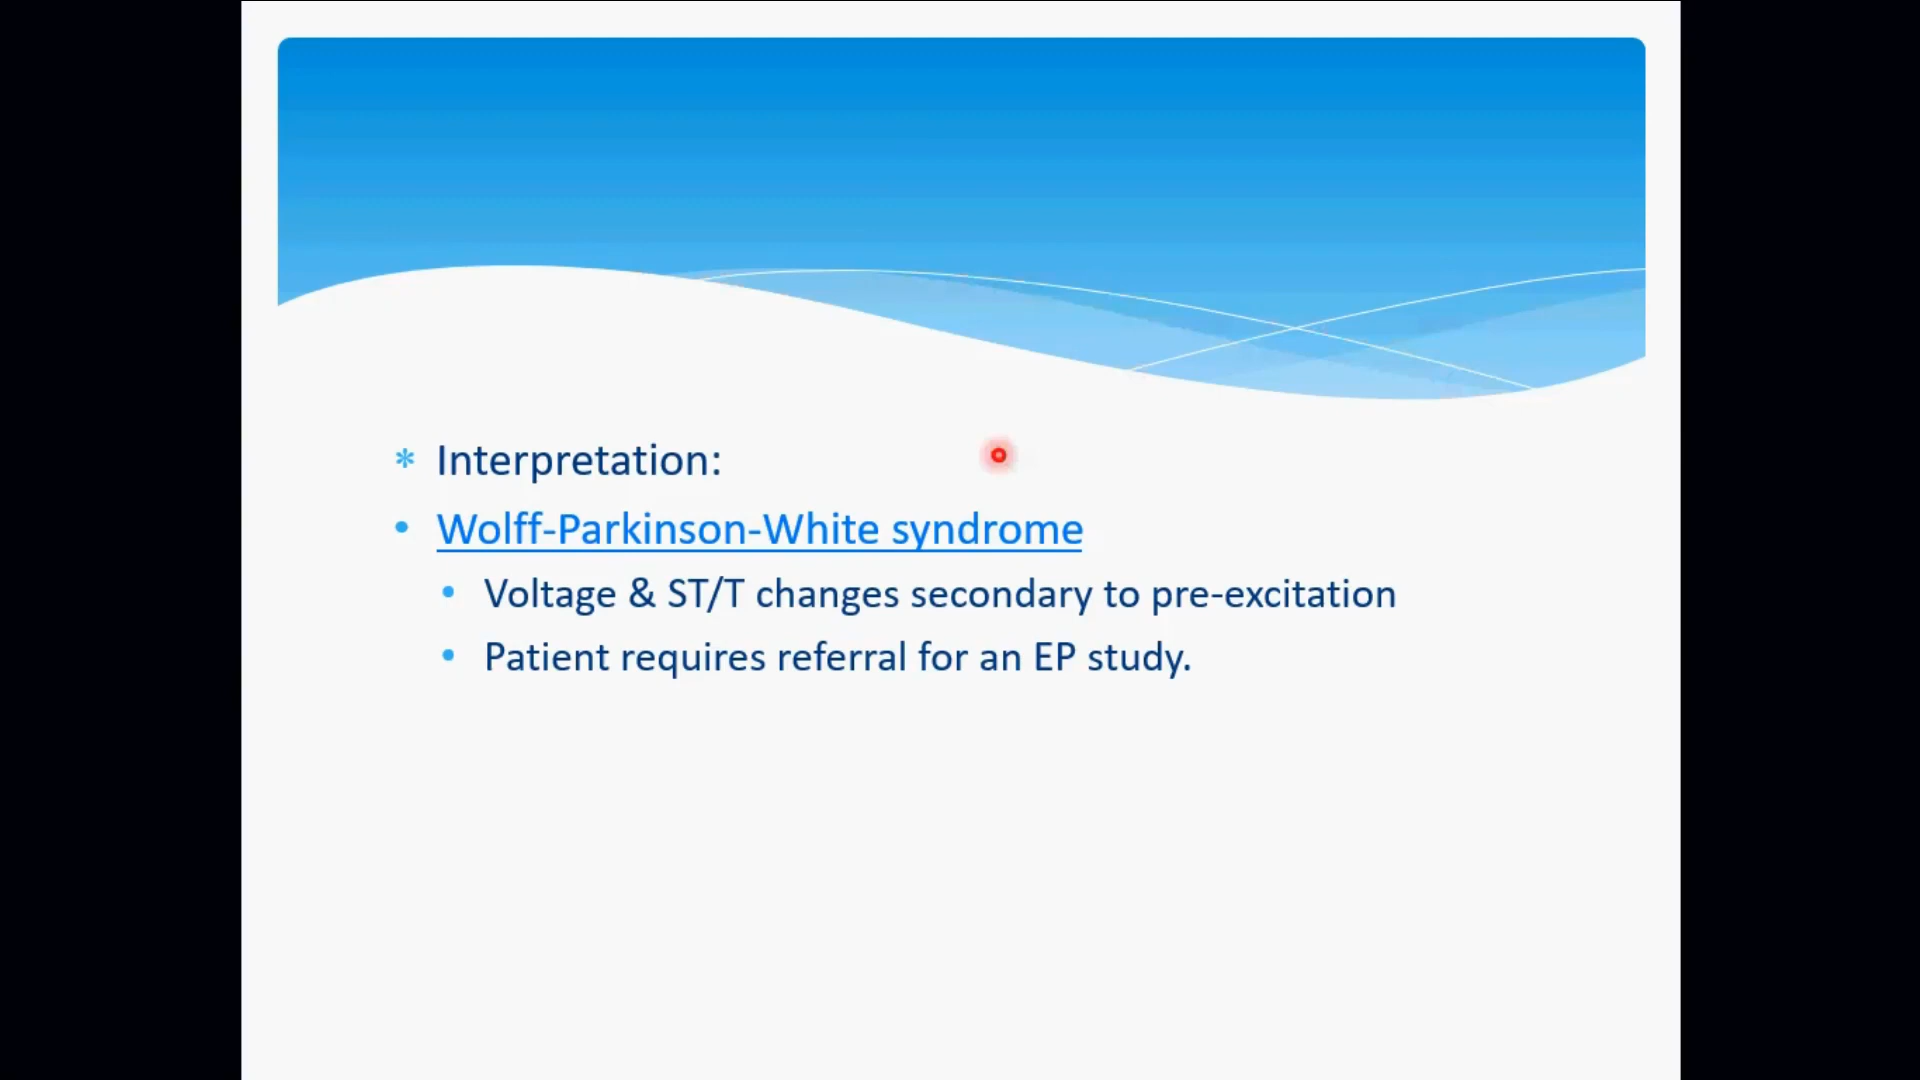 Interpretation:
Wolff-Parkinson-White syndrome
Voltage & ST/T changes secondary to pre-excitation
Patient requires referral for an EP study.